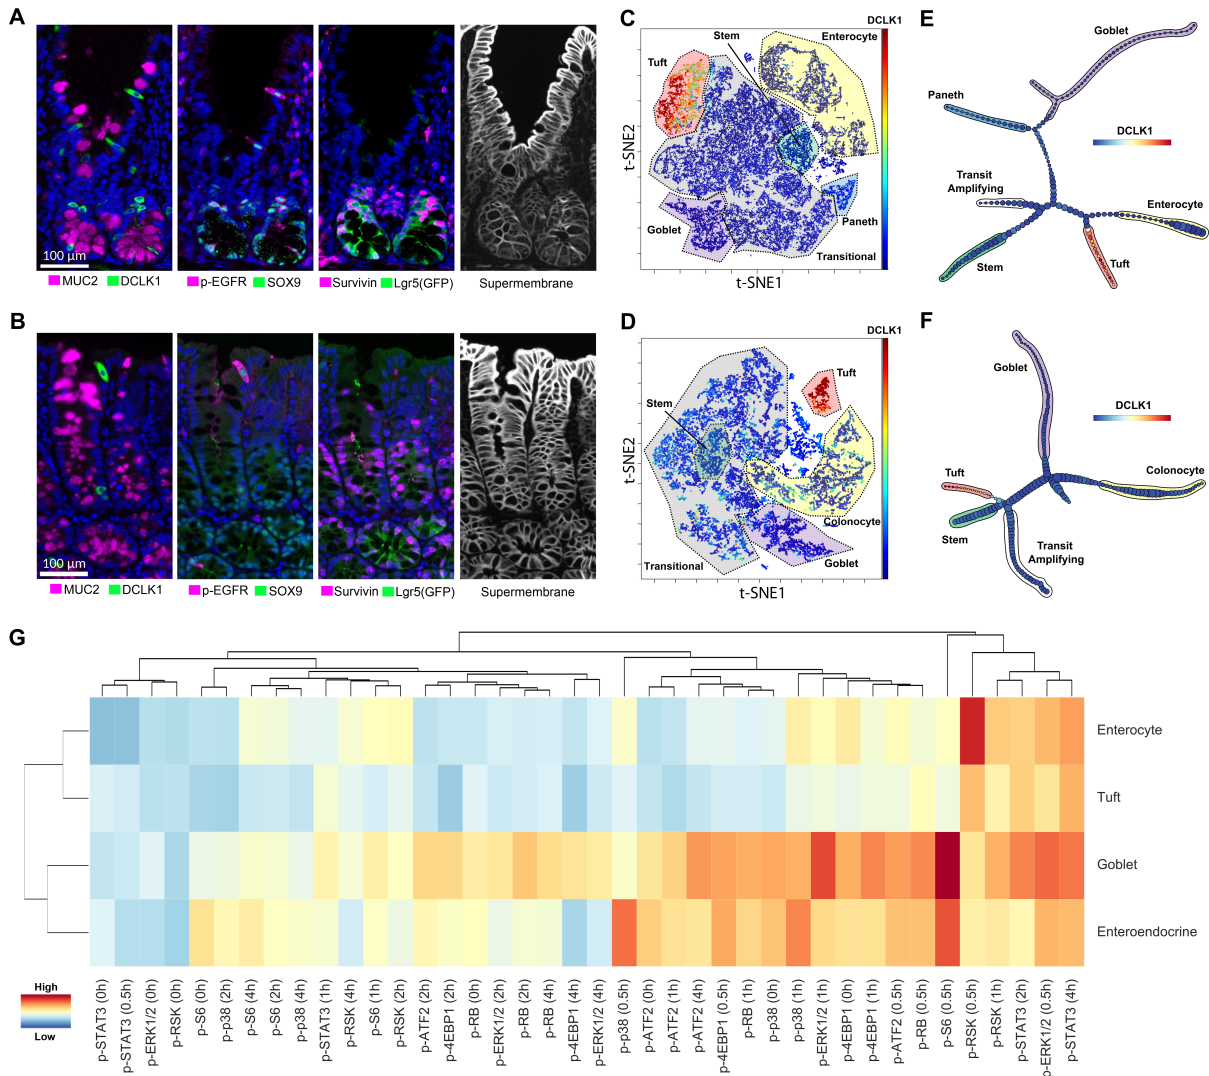 A
100 µm
MUC2 DCLK1
p-EGFR SOX9
Survivin Lgr5(GFP)
Supermembrane
B
100 µm
MUC2 DCLK1
p-EGFR SOX9
Survivin Lgr5(GFP)
Supermembrane
C
DCLK1
Stem
Enterocyte
Tuft
Goblet
Paneth
Transitional
t-SNE2
t-SNE1
D
DCLK1
Tuft
Stem
Colonocyte
Goblet
Transitional
t-SNE2
t-SNE1
E
Goblet
Paneth
DCLK1
Transit
Amplifying
Enterocyte
Stem
Tuft
F
Goblet
DCLK1
Tuft
Colonocyte
Stem
Transit
Amplifying
G
Enterocyte
Tuft
Goblet
Enteroendocrine
High
Low
p-STAT3 (0h)
p-STAT3 (0.5h)
p-ERK1/2 (0h)
p-RSK (0h)
p-S6 (0h)
p-p38 (2h)
p-S6 (4h)
p-S6 (2h)
p-p38 (4h)
p-STAT3 (1h)
p-RSK (4h)
p-S6 (1h)
p-RSK (2h)
p-ATF2 (2h)
p-4EBP1 (2h)
p-RB (0h)
p-ERK1/2 (2h)
p-RB (2h)
p-RB (4h)
p-4EBP1 (4h)
p-ERK1/2 (4h)
p-p38 (0.5h)
p-ATF2 (0h)
p-ATF2 (1h)
p-ATF2 (4h)
p-4EBP1 (0.5h)
p-RB (1h)
p-p38 (0h)
p-p38 (1h)
p-ERK1/2 (1h)
p-4EBP1 (0h)
p-4EBP1 (1h)
p-ATF2 (0.5h)
p-RB (0.5h)
p-S6 (0.5h)
p-RSK (0.5h)
p-RSK (1h)
p-STAT3 (2h)
p-ERK1/2 (0.5h)
p-STAT3 (4h)